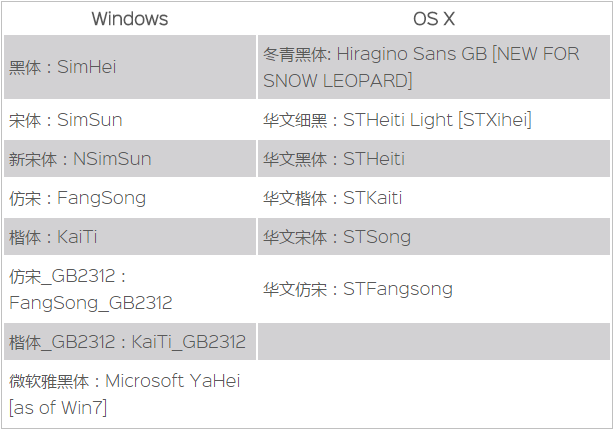 Windows
OS X
黑体：SimHei
冬青黑体: Hiragino Sans GB [NEW FOR
SNOW LEOPARD]
宋体：SimSun
华文细黑：STHeiti Light [STXihei]
新宋体：NSimSun
华文黑体：STHeiti
仿宋：FangSong
华文楷体：STKaiti
楷体：KaiTi
华文宋体：STSong
仿宋_GB2312：
FangSong_GB2312
华文仿宋：STFangsong
楷体_GB2312：KaiTi_GB2312
微软雅黑体：Microsoft YaHei
[as of Win7]